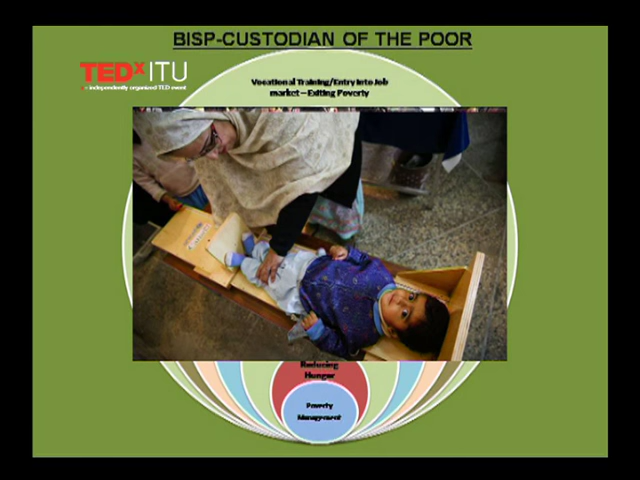 BISP-CUSTODIAN OF THE POOR
TEDxITU
x = independently organized TED event
Vocational Training/Entry Into Job
market – Exiting Poverty
Reducing
Hunger
Poverty
Management